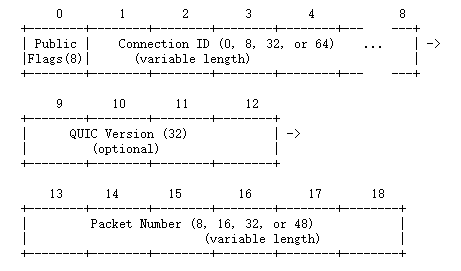 0 1 2 3 4 8
Public Connection ID (0, 8, 32, or 64) ... ->
Flags(8) (variable length)
9 10 11 12
QUIC Version (32) ->
(optional)
13 14 15 16 17 18
Packet Number (8, 16, 32, or 48)
(variable length)